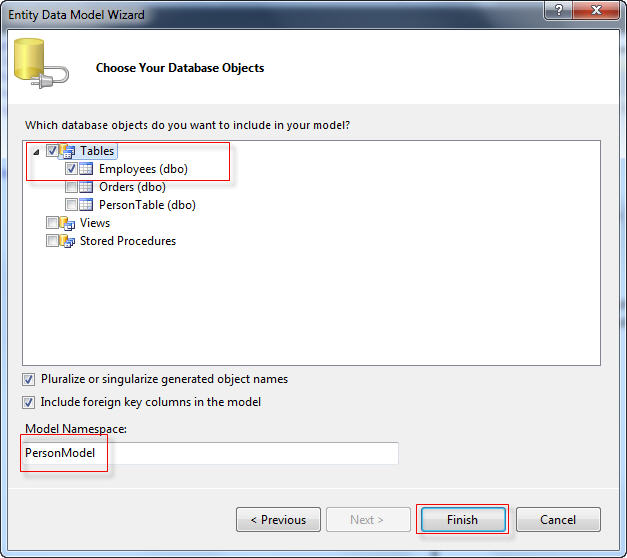 Entity Data Model Wizard
?
X
Choose Your Database Objects
Which database objects do you want to include in your model?
Tables
Employees (dbo)
Orders (dbo)
PersonTable (dbo)
Views
Stored Procedures
Pluralize or singularize generated object names
Include foreign key columns in the model
Model Namespace:
PersonModel
< Previous
Next >
Finish
Cancel